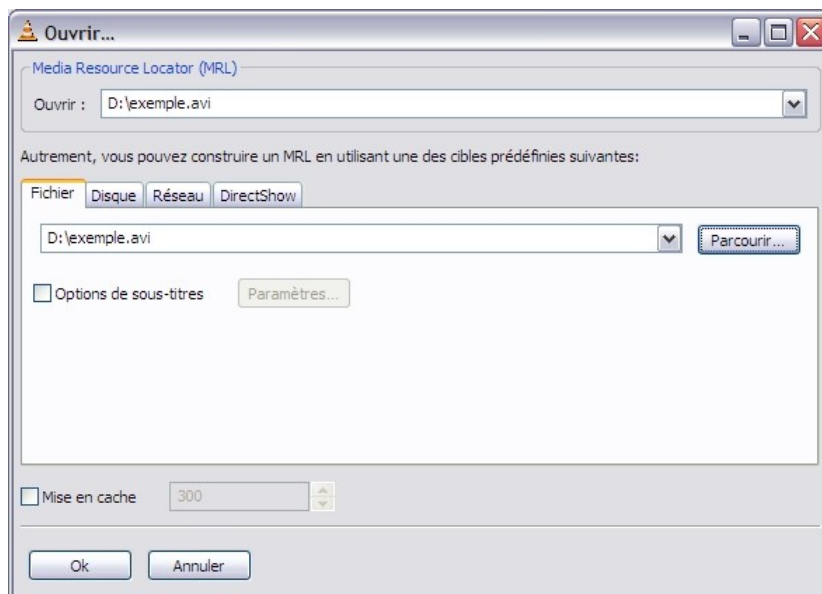 Ouvrir...
Media Resource Locator (MRL)
Ouvrir : D:\exemple.avi
Autrement, vous pouvez construire un MRL en utilisant une des cibles prédéfinies suivantes:
Fichier Disque Réseau DirectShow
D:\exemple.avi Parcourir...
Options de sous-titres Paramètres...
Mise en cache 300
Ok Annuler